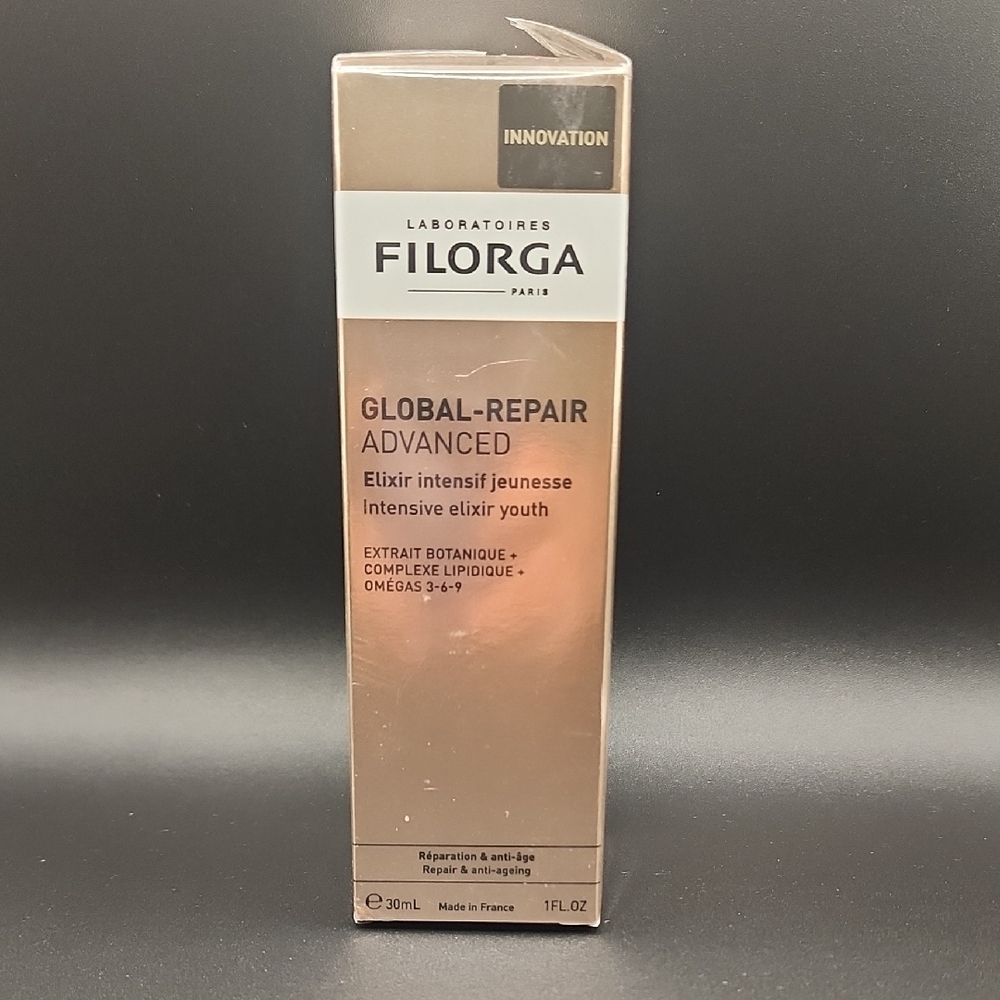 INNOVATION
LABORATOIRES
FILORGA
PARIS
GLOBAL-REPAIR
ADVANCED
Elixir intensif jeunesse
Intensive elixir youth
EXTRAIT BOTANIQUE +
COMPLEXE LIPIDIQUE +
OMÉGAS 3-6-9
Réparation & anti-âge
Repair & anti-ageing
℮ 30mL Made in France 1FL.OZ